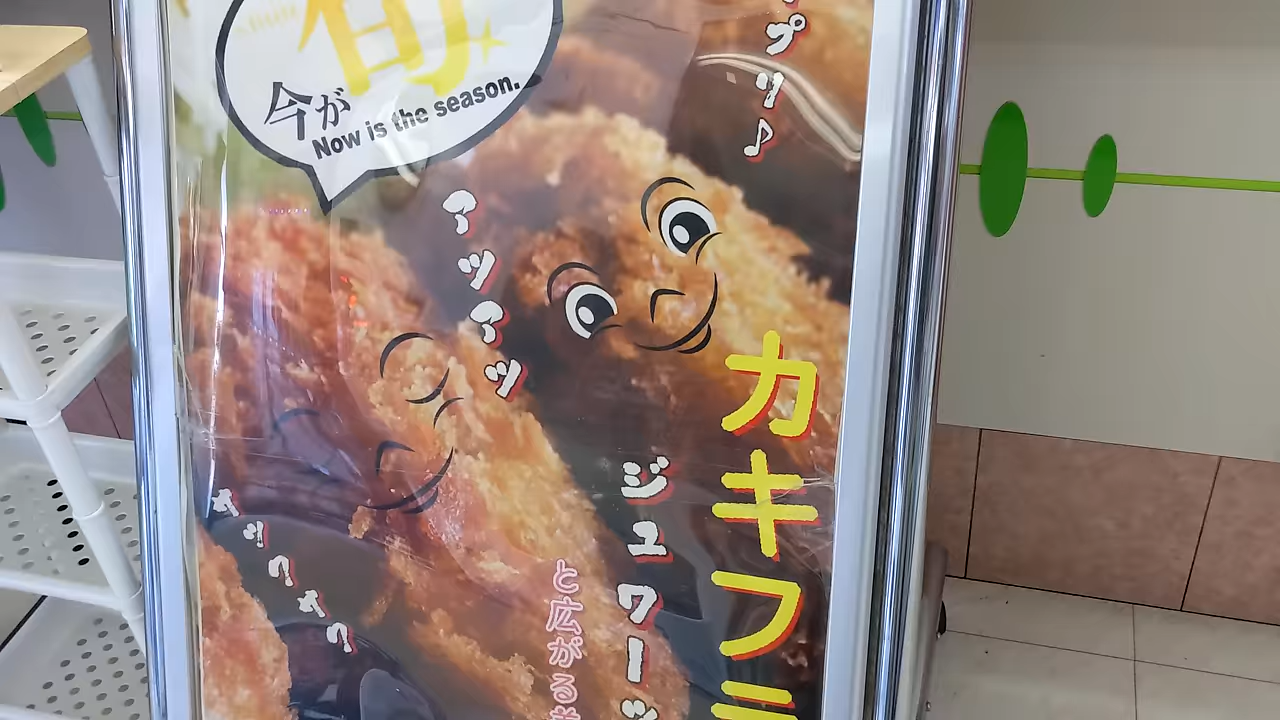 旬
今が
Now is the season.
プリ♪
アツアツ
カキフラ
ジュワーッ
と広がる